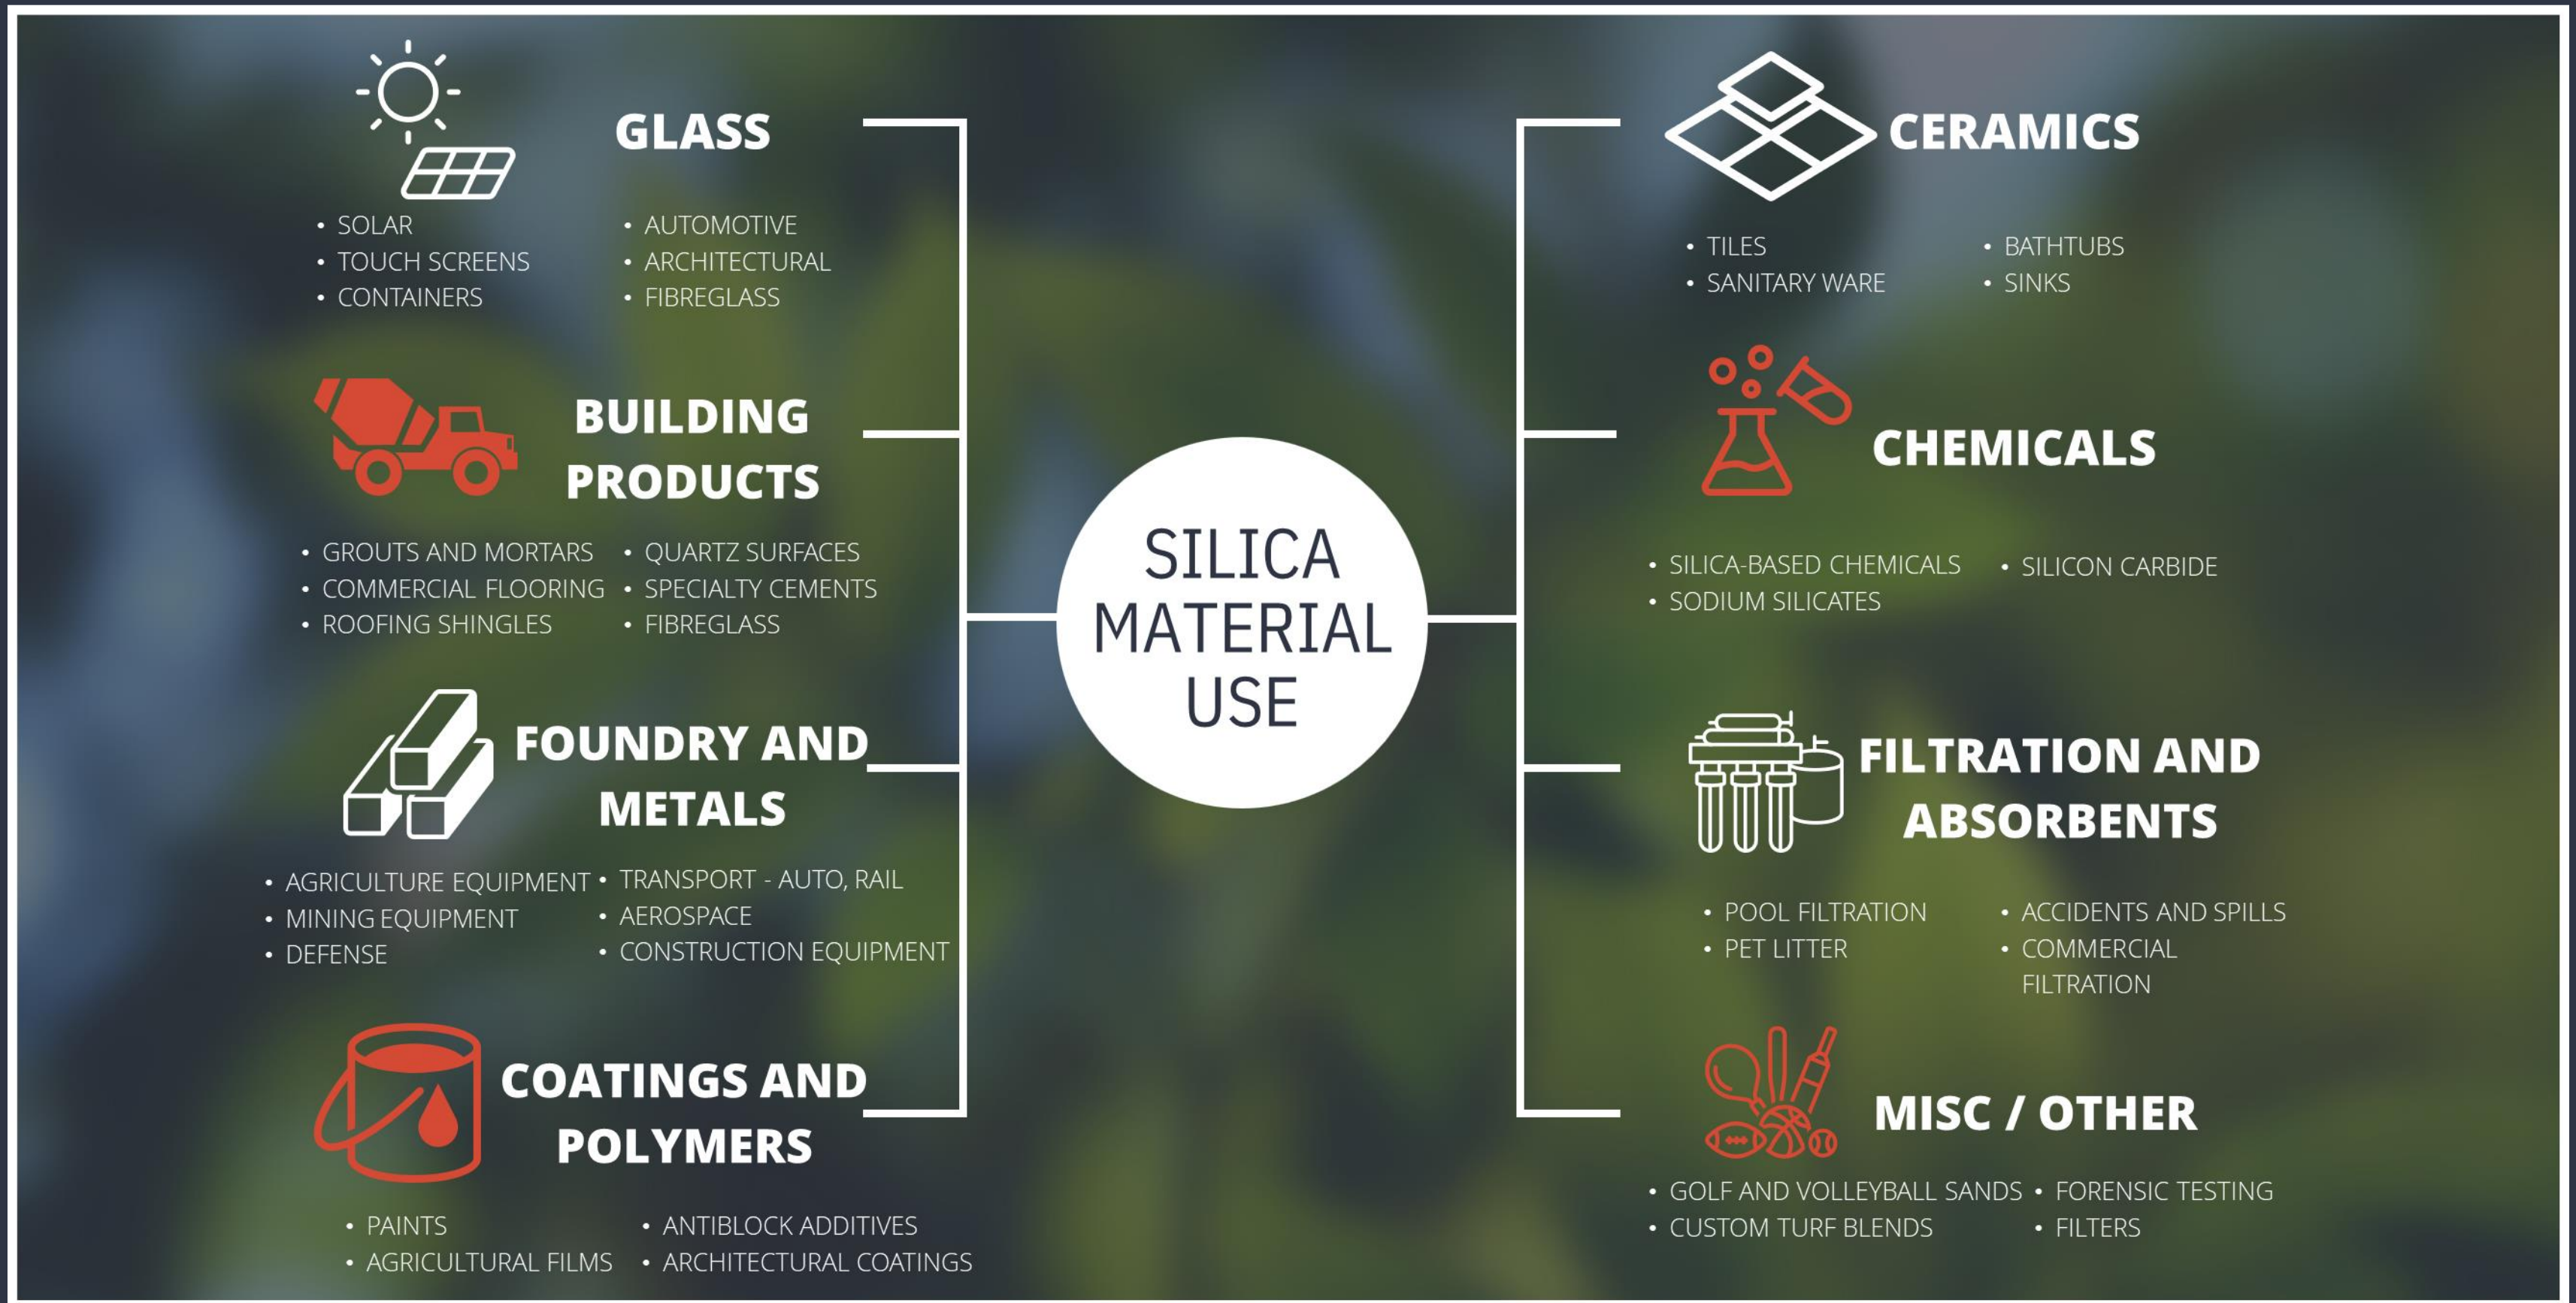 GLASS
SOLAR
TOUCH SCREENS
CONTAINERS
AUTOMOTIVE
ARCHITECTURAL
FIBREGLASS
BUILDING
PRODUCTS
GROUTS AND MORTARS
COMMERCIAL FLOORING
ROOFING SHINGLES
QUARTZ SURFACES
SPECIALTY CEMENTS
FIBREGLASS
FOUNDRY AND
METALS
AGRICULTURE EQUIPMENT
MINING EQUIPMENT
DEFENSE
TRANSPORT - AUTO, RAIL
AEROSPACE
CONSTRUCTION EQUIPMENT
COATINGS AND
POLYMERS
PAINTS
AGRICULTURAL FILMS
ANTIBLOCK ADDITIVES
ARCHITECTURAL COATINGS
SILICA
MATERIAL
USE
CERAMICS
TILES
SANITARY WARE
BATHTUBS
SINKS
CHEMICALS
SILICA-BASED CHEMICALS
SODIUM SILICATES
SILICON CARBIDE
FILTRATION AND
ABSORBENTS
POOL FILTRATION
PET LITTER
ACCIDENTS AND SPILLS
COMMERCIAL
FILTRATION
MISC / OTHER
GOLF AND VOLLEYBALL SANDS
CUSTOM TURF BLENDS
FORENSIC TESTING
FILTERS